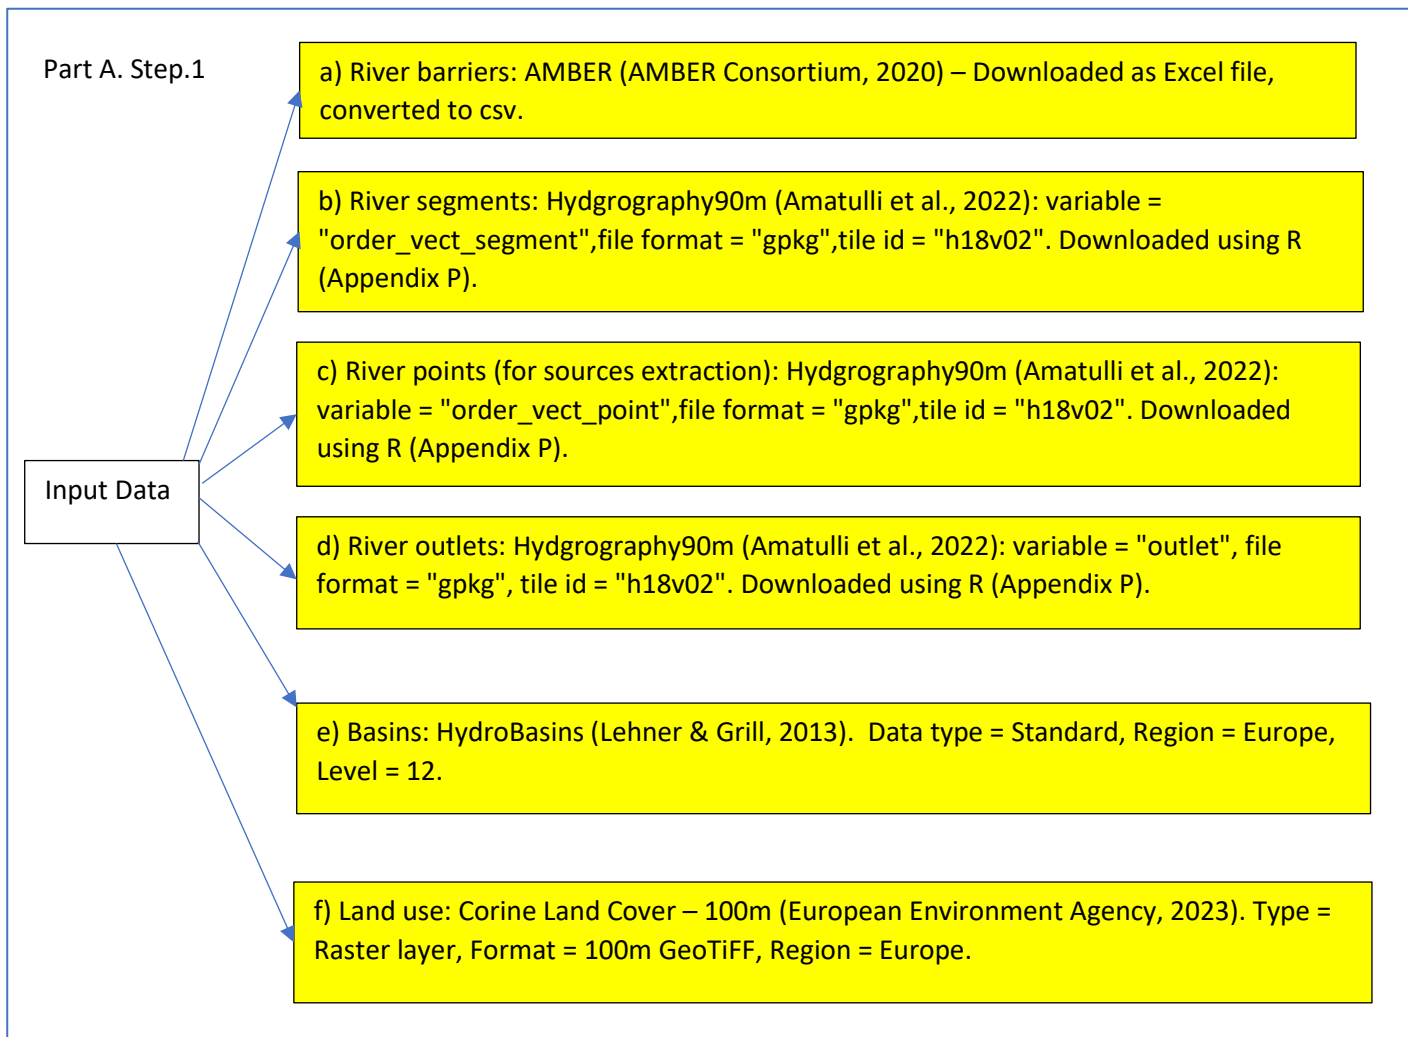 Part A. Step.1
a) River barriers: AMBER (AMBER Consortium, 2020) – Downloaded as Excel file,
converted to csv.
b) River segments: Hydgrography90m (Amatulli et al., 2022): variable =
"order_vect_segment",file format = "gpkg",tile id = "h18v02". Downloaded using R
(Appendix P).
c) River points (for sources extraction): Hydgrography90m (Amatulli et al., 2022):
variable = "order_vect_point",file format = "gpkg",tile id = "h18v02". Downloaded
using R (Appendix P).
Input Data
d) River outlets: Hydgrography90m (Amatulli et al., 2022): variable = "outlet", file
format = "gpkg", tile id = "h18v02". Downloaded using R (Appendix P).
e) Basins: HydroBasins (Lehner & Grill, 2013).  Data type = Standard, Region = Europe,
Level = 12.
f) Land use: Corine Land Cover – 100m (European Environment Agency, 2023). Type =
Raster layer, Format = 100m GeoTiFF, Region = Europe.